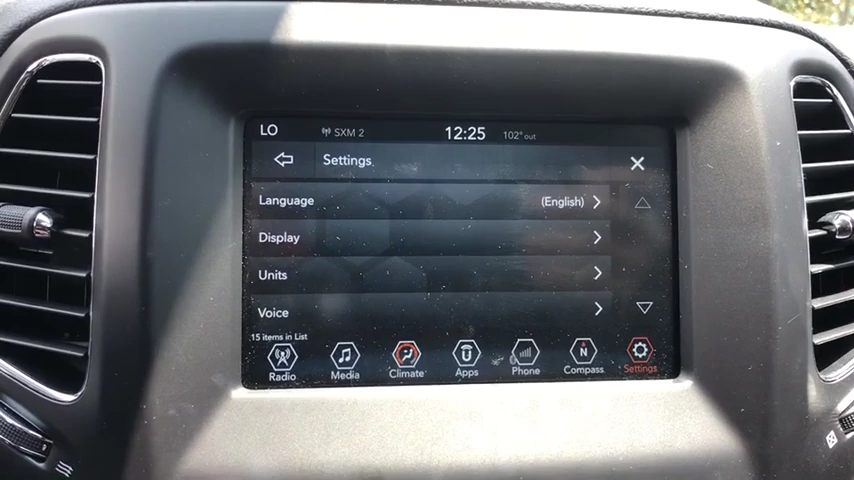 LO SXM 2 12:25 102° out
Settings
Language (English)
Display
Units
Voice
15 items in List
Radio Media Climate Apps Phone Compass Settings
N